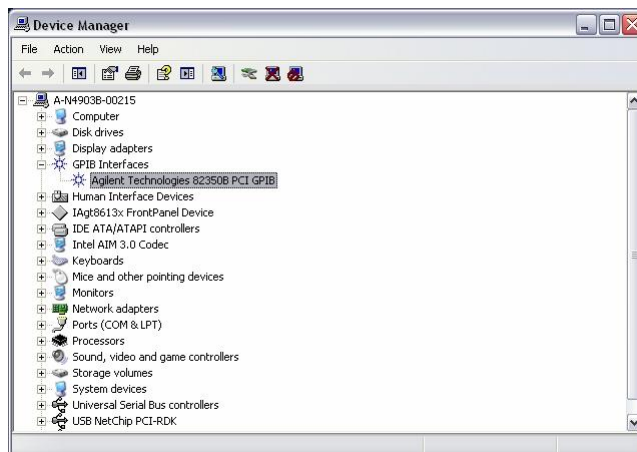 Device Manager
File Action View Help
A-N4903B-00215
Computer
Disk drives
Display adapters
GPIB Interfaces
Agilent Technologies 82350B PCI GPIB
Human Interface Devices
IAgt8613x FrontPanel Device
IDE ATA/ATAPI controllers
Intel AIM 3.0 Codec
Keyboards
Mice and other pointing devices
Monitors
Network adapters
Ports (COM & LPT)
Processors
Sound, video and game controllers
Storage volumes
System devices
Universal Serial Bus controllers
USB NetChip PCI-RDK